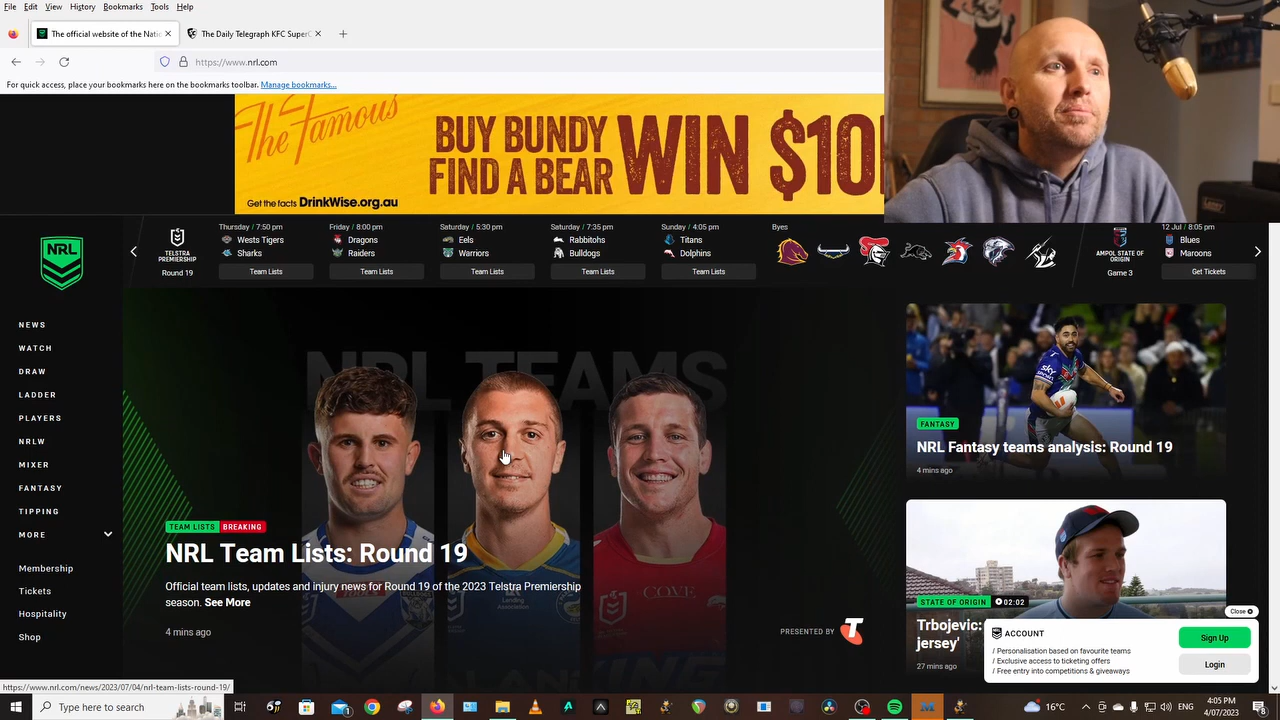 File Edit View History Bookmarks Tools Help
The official website of the Natio
The Daily Telegraph KFC Super
https://www.nrl.com
For quick access, place your bookmarks here on the bookmarks toolbar. Manage bookmarks...
The Famous
BUY BUNDY
FIND A BEAR
WIN $10
Get the facts DrinkWise.org.au
NRL
TELSTRA
PREMIERSHIP
Round 19
Thursday / 7:50 pm
Wests Tigers
Sharks
Team Lists
Friday / 8:00 pm
Dragons
Raiders
Team Lists
Saturday / 5:30 pm
Eels
Warriors
Team Lists
Saturday / 7:35 pm
Rabbitohs
Bulldogs
Team Lists
Sunday / 4:05 pm
Titans
Dolphins
Team Lists
Byes
AMPOL STATE OF
ORIGIN
Game 3
12 Jul / 8:05 pm
Blues
Maroons
Get Tickets
NEWS
WATCH
DRAW
LADDER
PLAYERS
NRLW
MIXER
FANTASY
TIPPING
MORE
Membership
Tickets
Hospitality
Shop
NRL TEAMS
TEAM LISTS BREAKING
NRL Team Lists: Round 19
Official team lists, updates and injury news for Round 19 of the 2023 Telstra Premiership
season. See More
4 mins ago
PRESENTED BY T
sky
FANTASY
NRL Fantasy teams analysis: Round 19
4 mins ago
STATE OF ORIGIN 02:02
Trbojevic:
jersey'
27 mins ago
Close
ACCOUNT
/ Personalisation based on favourite teams
/ Exclusive access to ticketing offers
/ Free entry into competitions & giveaways
Sign Up
Login
https://www.nrl.com/news/2023/07/04/nrl-team-lists-round-19/
Type here to search
16°C
ENG
4:05 PM
4/07/2023